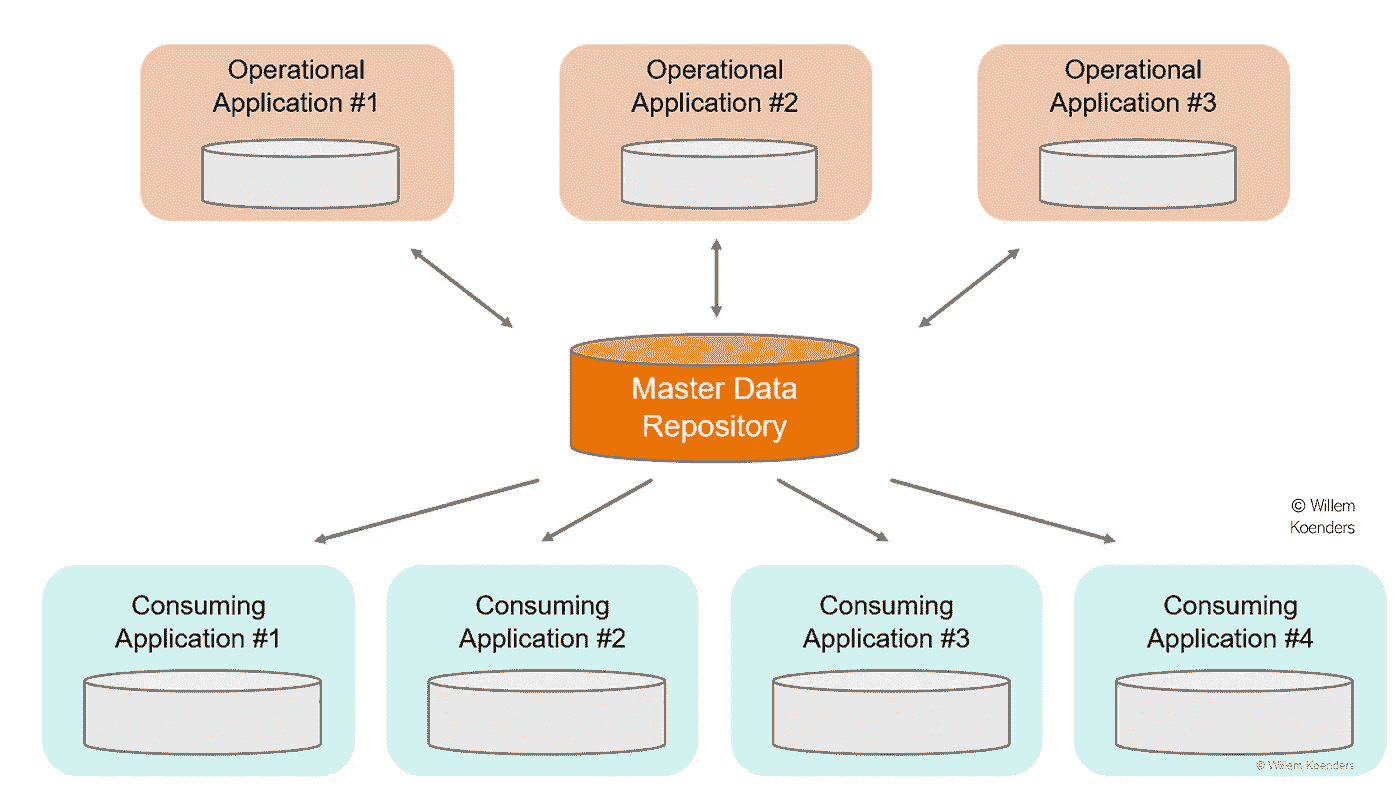 Operational
Application #1
Operational
Application #2
Operational
Application #3
Master Data
Repository
© Willem
Koenders
Consuming
Application #1
Consuming
Application #2
Consuming
Application #3
Consuming
Application #4
© Willem Koenders